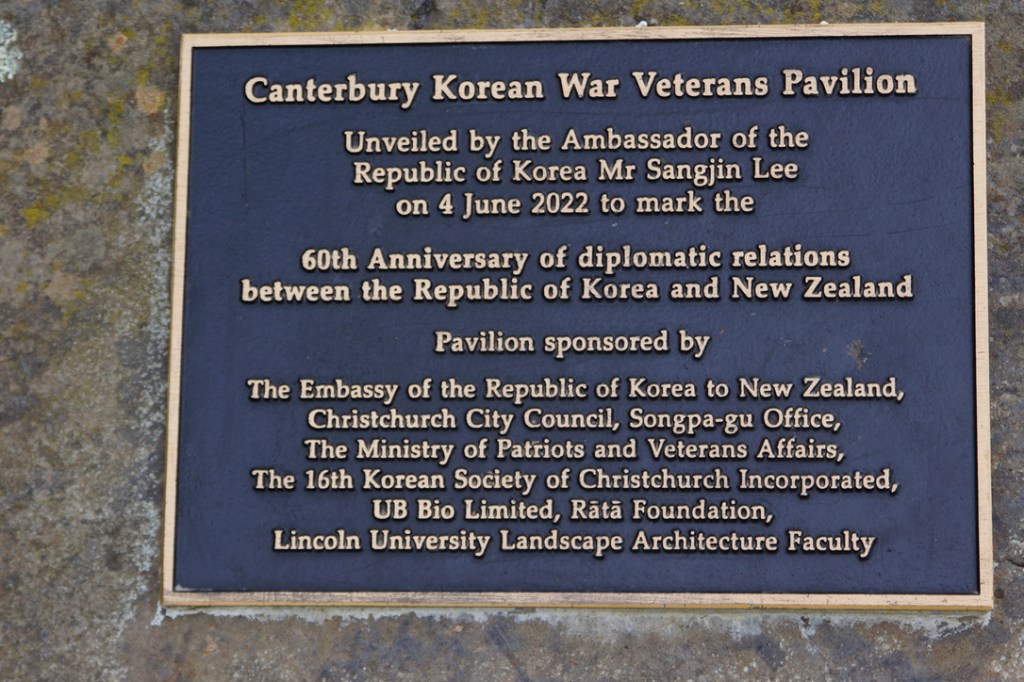 Canterbury Korean War Veterans Pavilion
Unveiled by the Ambassador of the
Republic of Korea Mr Sangjin Lee
on 4 June 2022 to mark the
60th Anniversary of diplomatic relations
between the Republic of Korea and New Zealand
Pavilion sponsored by
The Embassy of the Republic of Korea to New Zealand,
Christchurch City Council, Songpa-gu Office,
The Ministry of Patriots and Veterans Affairs,
The 16th Korean Society of Christchurch Incorporated,
UB Bio Limited, Rātā Foundation,
Lincoln University Landscape Architecture Faculty